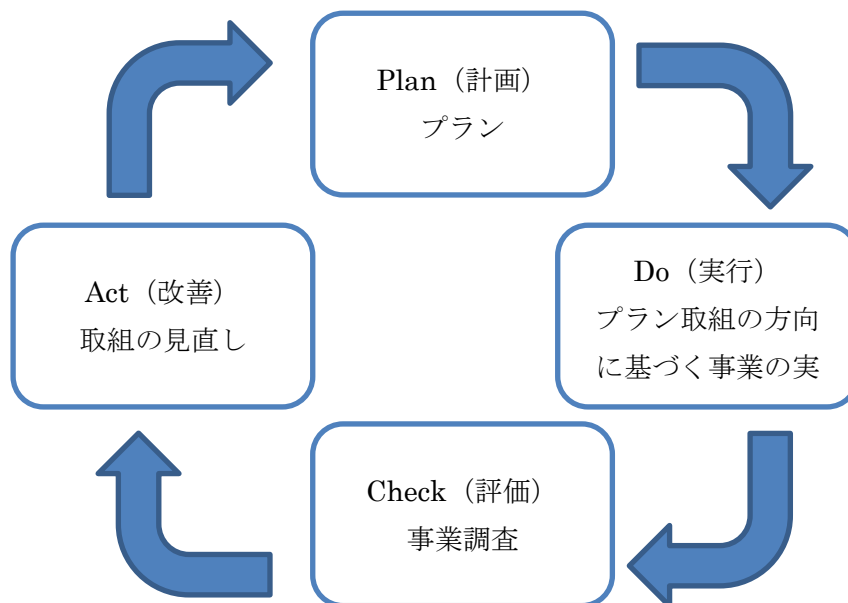 Plan（計画）
プラン
Do（実行）
プラン取組の方向
に基づく事業の実
Check（評価）
事業調査
Act（改善）
取組の見直し